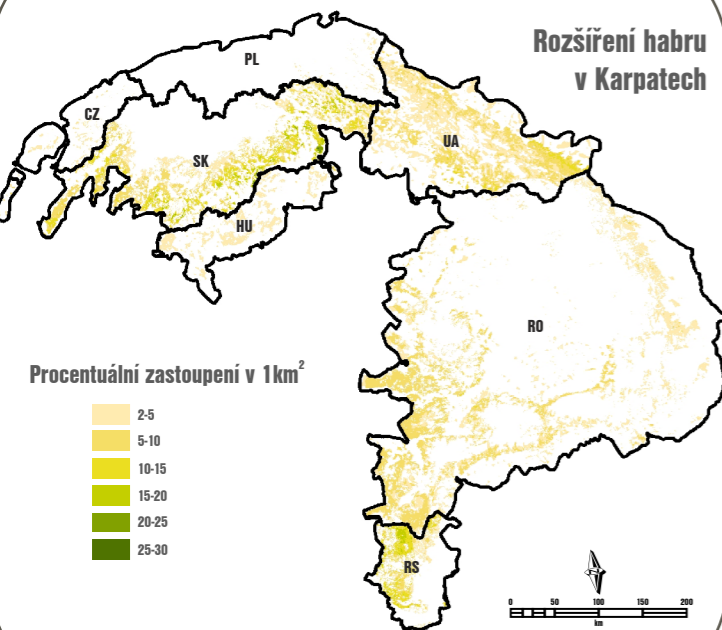 Rozšíření habru
v Karpatech
PL
CZ
SK
UA
HU
RO
RS
Procentuální zastoupení v 1km²
2-5
5-10
10-15
15-20
20-25
25-30
0 50 100 150 200
km